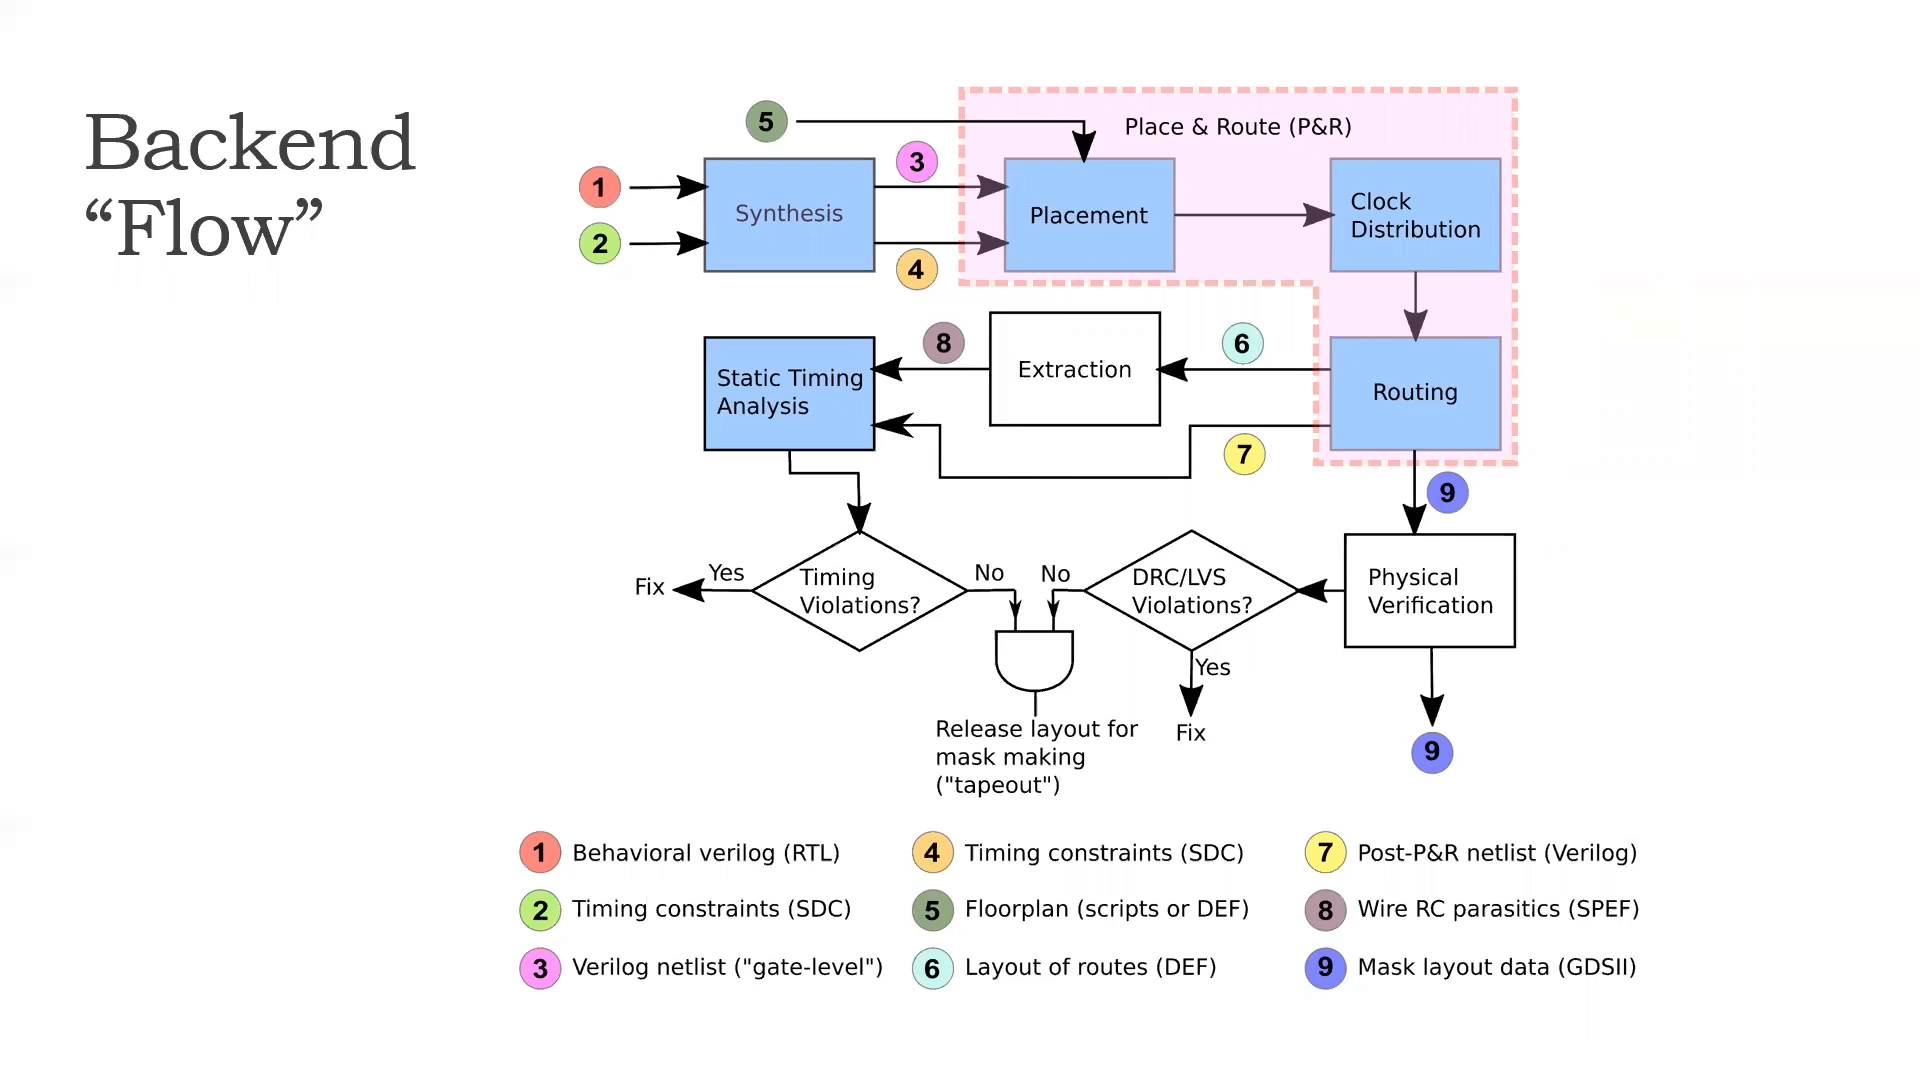 Backend
“Flow”
5
Place & Route (P&R)
3
1
2
Synthesis
4
Placement
Clock
Distribution
8
6
Static Timing
Analysis
Extraction
Routing
7
9
Fix
Yes
Timing
Violations?
No
No
DRC/LVS
Violations?
Physical
Verification
Yes
Fix
Release layout for
mask making
("tapeout")
9
1 Behavioral verilog (RTL)
2 Timing constraints (SDC)
3 Verilog netlist ("gate-level")
4 Timing constraints (SDC)
5 Floorplan (scripts or DEF)
6 Layout of routes (DEF)
7 Post-P&R netlist (Verilog)
8 Wire RC parasitics (SPEF)
9 Mask layout data (GDSII)